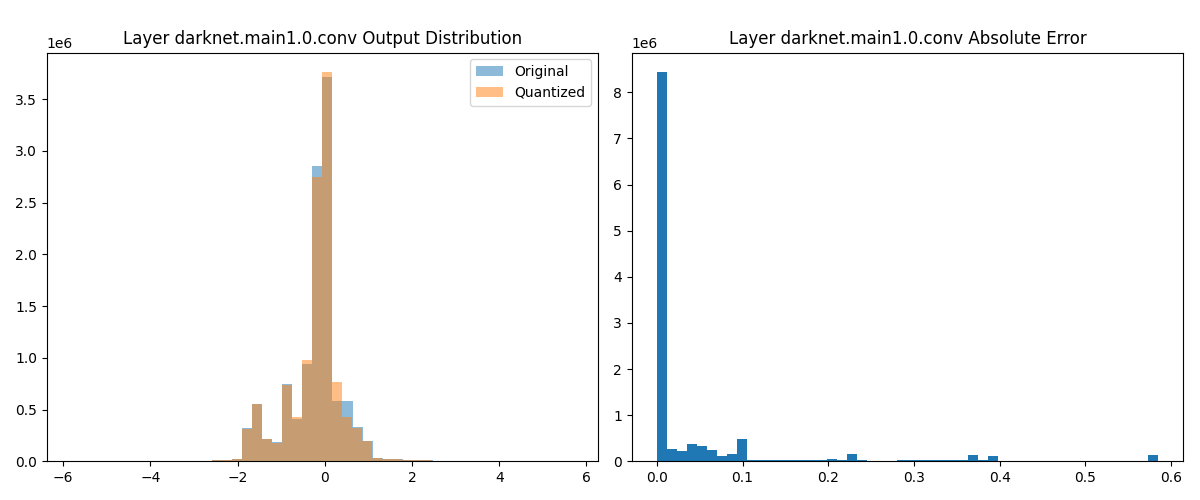 Layer darknet.main1.0.conv Output Distribution
1e6
Original
Quantized
3.5
3.0
2.5
2.0
1.5
1.0
0.5
0.0
−6 −4 −2 0 2 4 6
Layer darknet.main1.0.conv Absolute Error
1e6
8
7
6
5
4
3
2
1
0
0.0 0.1 0.2 0.3 0.4 0.5 0.6